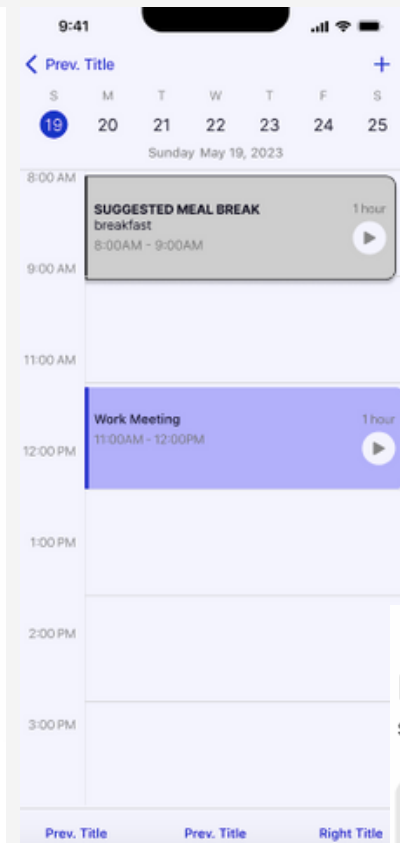 9:41
Prev. Title +
S M T W T F S
19 20 21 22 23 24 25
Sunday May 19, 2023
8:00 AM
SUGGESTED MEAL BREAK 1 hour
breakfast
8:00AM - 9:00AM
9:00 AM
11:00 AM
Work Meeting 1 hour
11:00AM - 12:00PM
12:00 PM
1:00 PM
2:00 PM
3:00 PM
Prev. Title Prev. Title Right Title